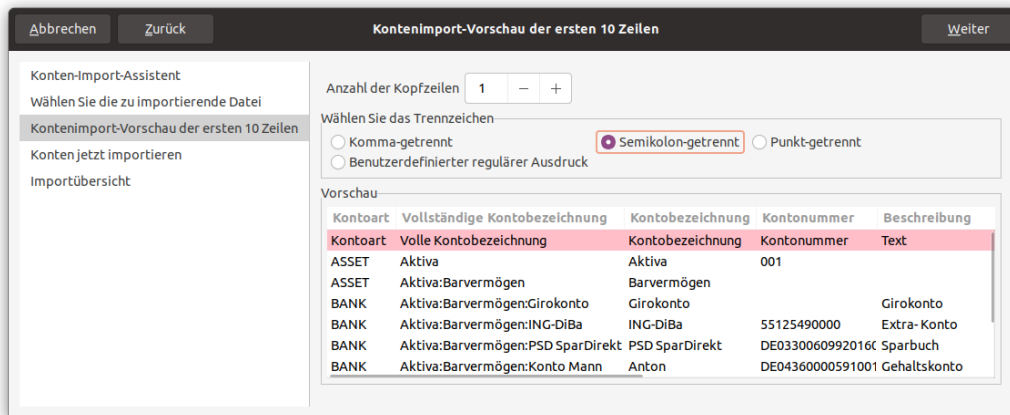 Abbrechen Zurück Kontenimport-Vorschau der ersten 10 Zeilen Weiter
Konten-Import-Assistent
Wählen Sie die zu importierende Datei
Kontenimport-Vorschau der ersten 10 Zeilen
Konten jetzt importieren
Importübersicht
Anzahl der Kopfzeilen 1 − +
Wählen Sie das Trennzeichen
Komma-getrennt Semikolon-getrennt Punkt-getrennt
Benutzerdefinierter regulärer Ausdruck
Vorschau
Kontoart Vollständige Kontobezeichnung Kontobezeichnung Kontonummer Beschreibung
Kontoart Volle Kontobezeichnung Kontobezeichnung Kontonummer Text
ASSET Aktiva Aktiva 001
ASSET Aktiva:Barvermögen Barvermögen
BANK Aktiva:Barvermögen:Girokonto Girokonto Girokonto
BANK Aktiva:Barvermögen:ING-DiBa ING-DiBa 55125490000 Extra- Konto
BANK Aktiva:Barvermögen:PSD SparDirekt PSD SparDirekt DE0330060992016( Sparbuch
BANK Aktiva:Barvermögen:Konto Mann Anton DE04360000591001 Gehaltskonto